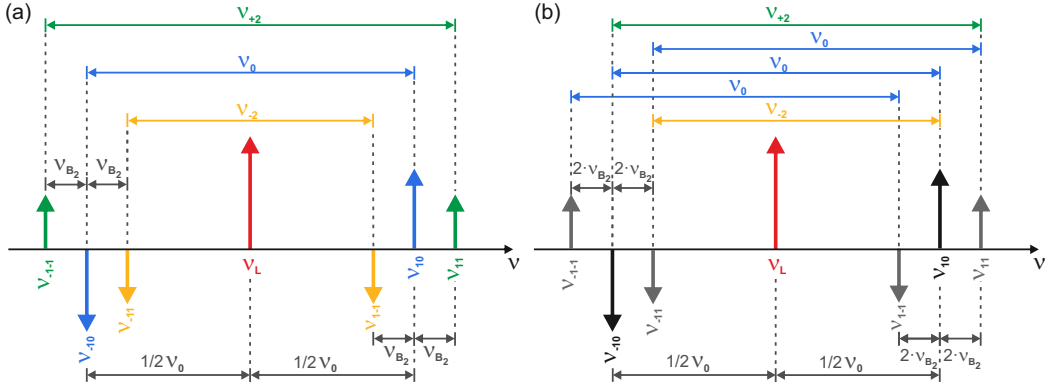 (a)
ν+2
ν0
ν-2
νB2 νB2
ν-1-1
ν-10
ν-11
νL
ν1-1
ν10
ν11
ν
νB2 νB2
1/2 ν0 1/2 ν0
(b)
ν+2
ν0
ν0
ν0
ν-2
2·νB2 2·νB2
ν-1-1
ν-10
ν-11
νL
ν1-1
ν10
ν11
ν
2·νB2 2·νB2
1/2 ν0 1/2 ν0